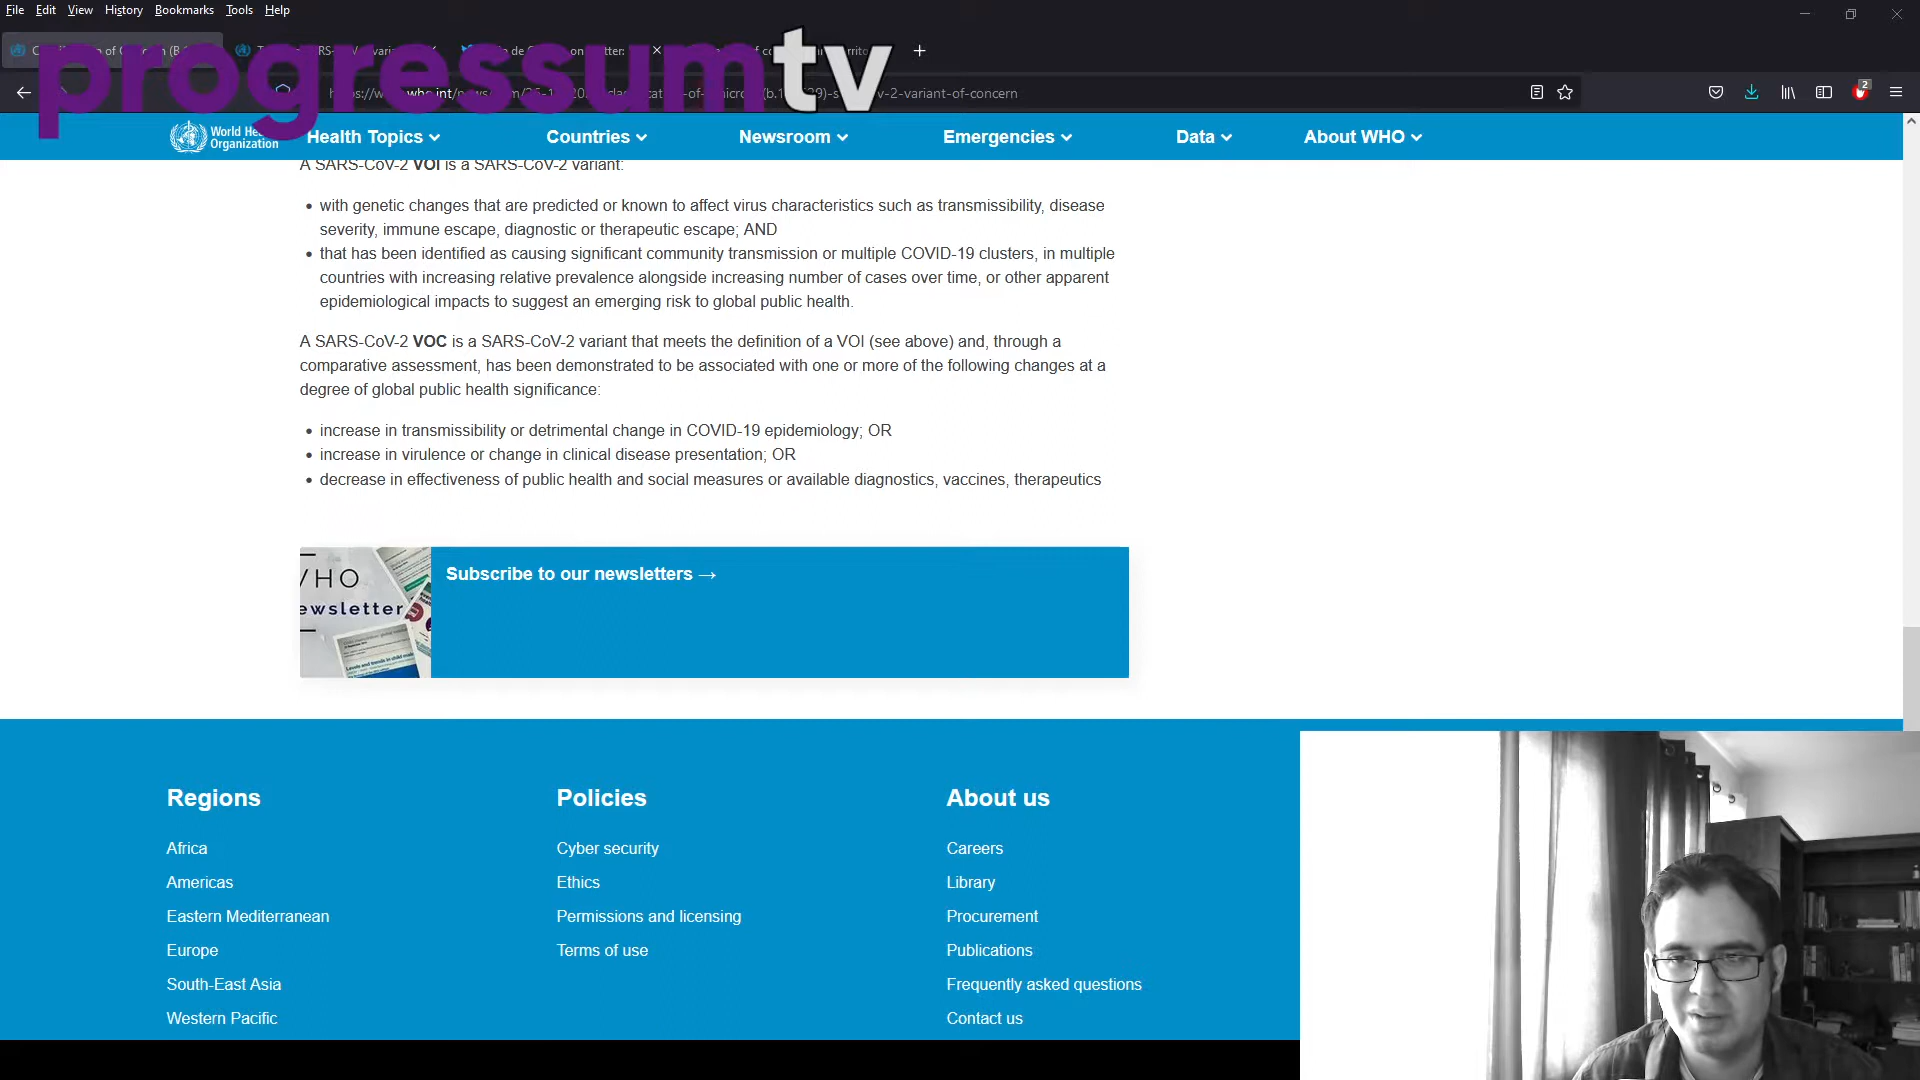 File Edit View History Bookmarks Tools Help
progressumtv
World Health Organization
Health Topics
Countries
Newsroom
Emergencies
Data
About WHO
2
A SARS-CoV-2 VOI is a SARS-CoV-2 variant:
• with genetic changes that are predicted or known to affect virus characteristics such as transmissibility, disease
severity, immune escape, diagnostic or therapeutic escape; AND
• that has been identified as causing significant community transmission or multiple COVID-19 clusters, in multiple
countries with increasing relative prevalence alongside increasing number of cases over time, or other apparent
epidemiological impacts to suggest an emerging risk to global public health.
A SARS-CoV-2 VOC is a SARS-CoV-2 variant that meets the definition of a VOI (see above) and, through a
comparative assessment, has been demonstrated to be associated with one or more of the following changes at a
degree of global public health significance:
• increase in transmissibility or detrimental change in COVID-19 epidemiology; OR
• increase in virulence or change in clinical disease presentation; OR
• decrease in effectiveness of public health and social measures or available diagnostics, vaccines, therapeutics
HO
ewsletter
Subscribe to our newsletters →
Regions
Africa
Americas
Eastern Mediterranean
Europe
South-East Asia
Western Pacific
Policies
Cyber security
Ethics
Permissions and licensing
Terms of use
About us
Careers
Library
Procurement
Publications
Frequently asked questions
Contact us